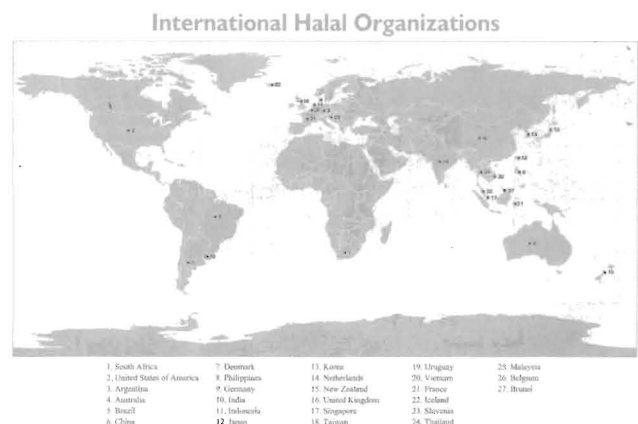 International Halal Organizations
1. South Africa
2. United States of America
3. Argentina
4. Australia
5. Brazil
6. China
7. Denmark
8. Philippines
9. Germany
10. India
11. Indonesia
12. Japan
13. Korea
14. Netherlands
15. New Zealand
16. United Kingdom
17. Singapore
18. Taiwan
19. Uruguay
20. Vietnam
21. France
22. Iceland
23. Slovenia
24. Thailand
25. Malaysia
26. Belgium
27. Brunei